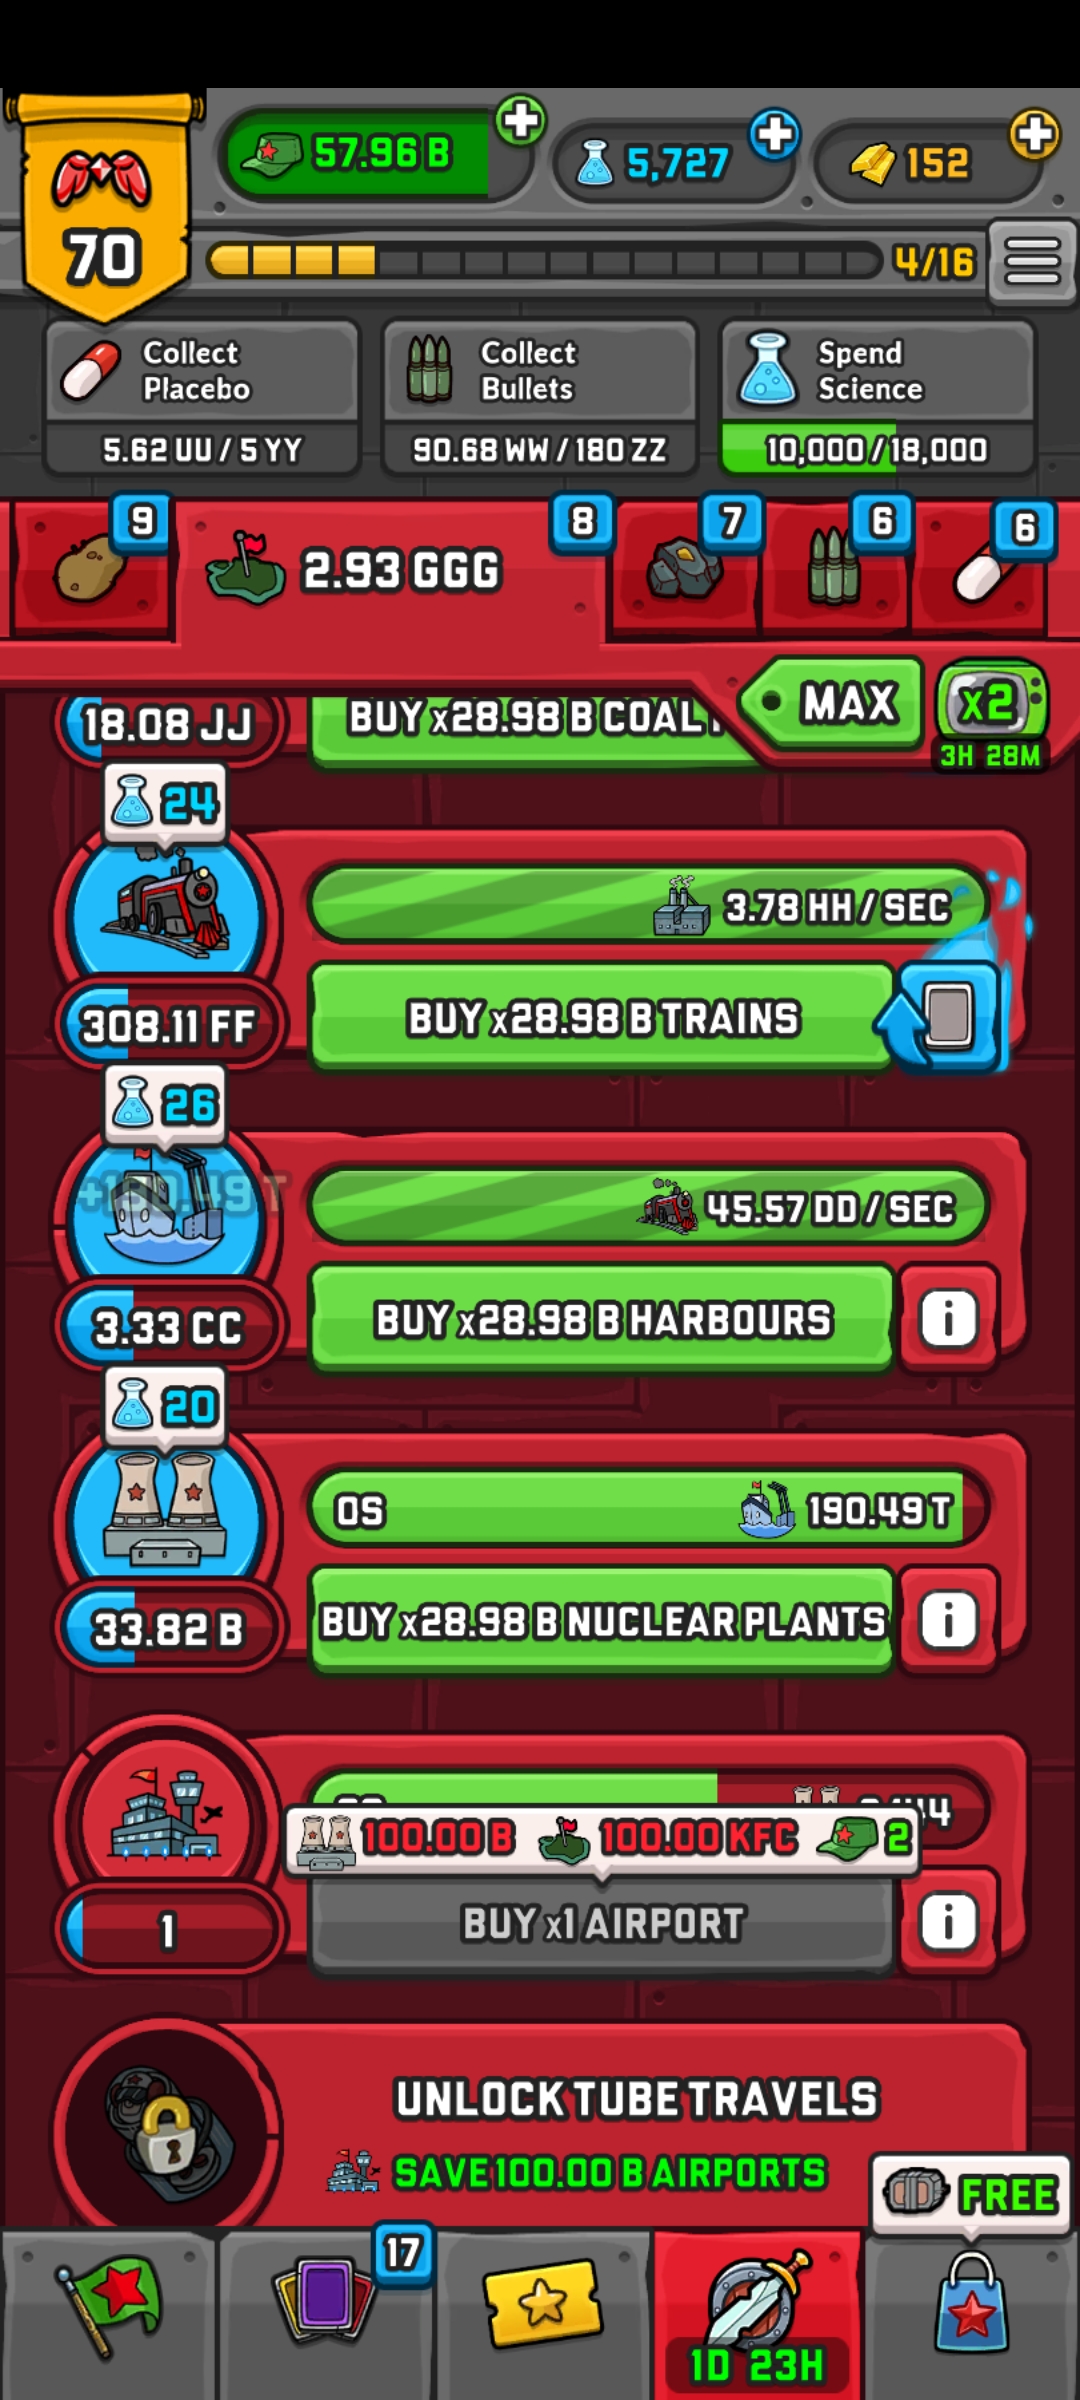 57.96 B
5,727
152
70
4/16
Collect
Placebo
5.62 UU / 5 YY
Collect
Bullets
90.68 WW / 180 ZZ
Spend
Science
10,000 / 18,000
9
2.93 GGG
8
7
6
6
MAX
x2
3H 28M
18.08 JJ
BUY x28.98 B COAL
24
3.78 HH / SEC
308.11 FF
BUY x28.98 B TRAINS
26
+190.49 T
45.57 DD / SEC
3.33 CC
BUY x28.98 B HARBOURS
i
20
0S
190.49 T
33.82 B
BUY x28.98 B NUCLEAR PLANTS
i
100.00 B
100.00 KFC
2
1
BUY x1 AIRPORT
i
UNLOCK TUBE TRAVELS
SAVE 100.00 B AIRPORTS
FREE
17
1D 23H